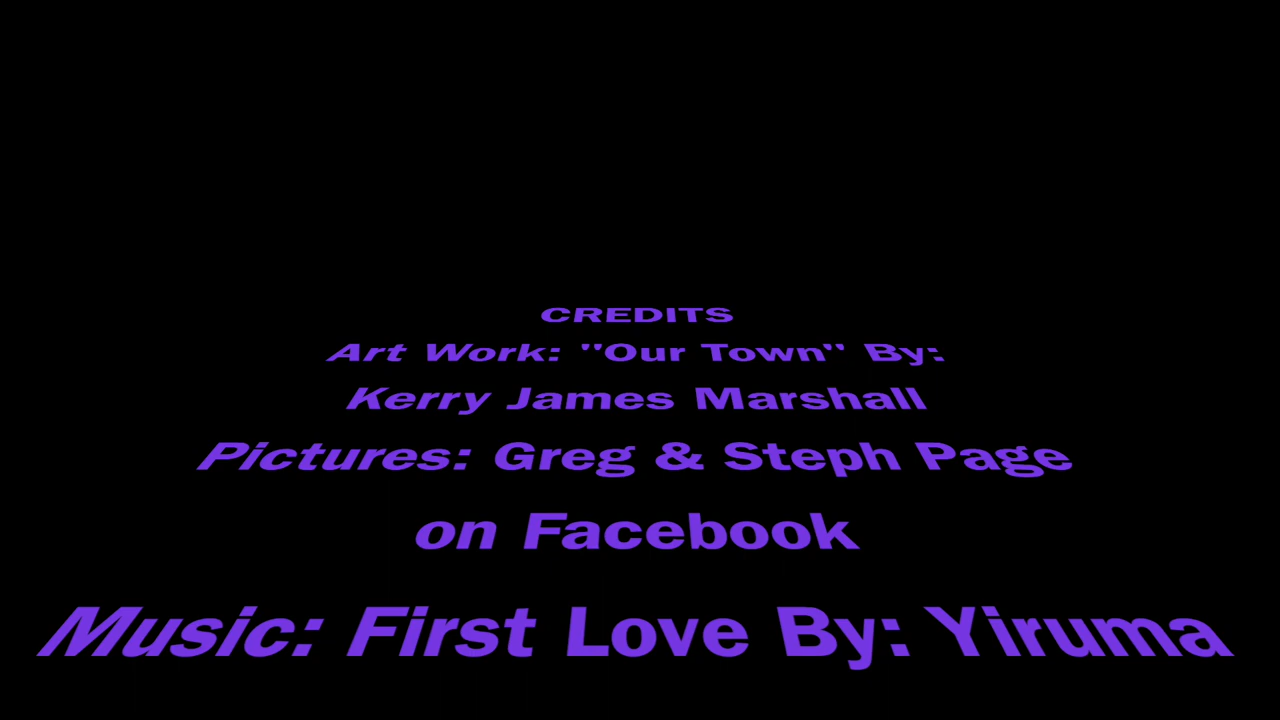 CREDITS
Art Work: "Our Town" By:
Kerry James Marshall
Pictures: Greg & Steph Page
on Facebook
Music: First Love By: Yiruma